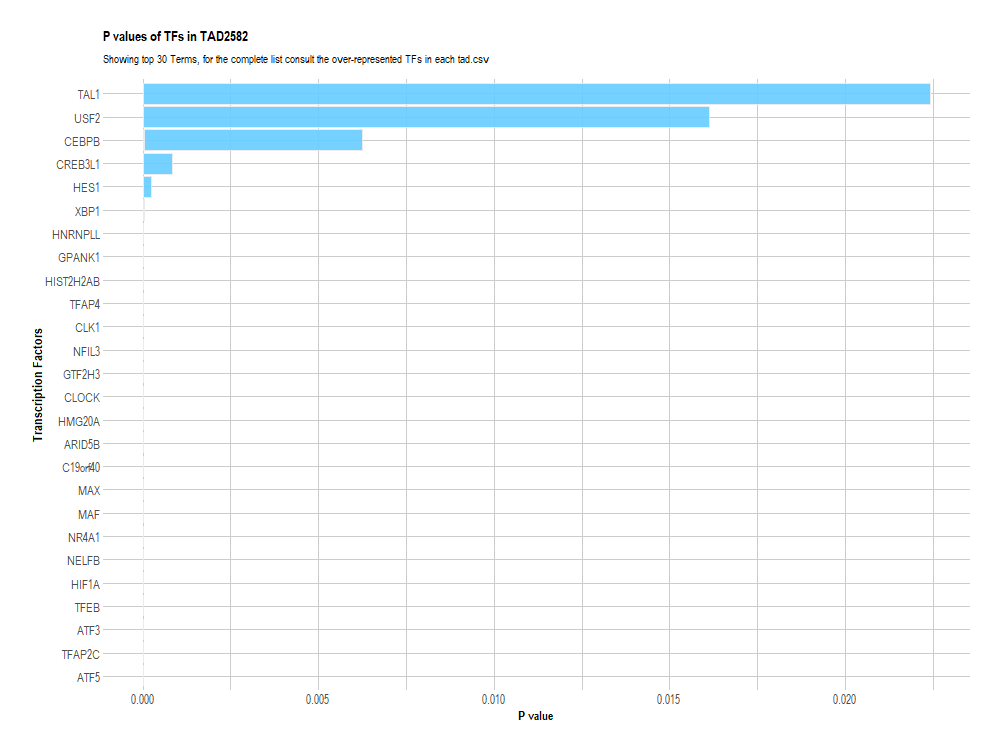 P values of TFs in TAD2582
Showing top 30 Terms, for the complete list consult the over-represented TFs in each tad.csv
Transcription Factors
TAL1
USF2
CEBPB
CREB3L1
HES1
XBP1
HNRNPLL
GPANK1
HIST2H2AB
TFAP4
CLK1
NFIL3
GTF2H3
CLOCK
HMG20A
ARID5B
C19orf40
MAX
MAF
NR4A1
NELFB
HIF1A
TFEB
ATF3
TFAP2C
ATF5
0.000 0.005 0.010 0.015 0.020
P value